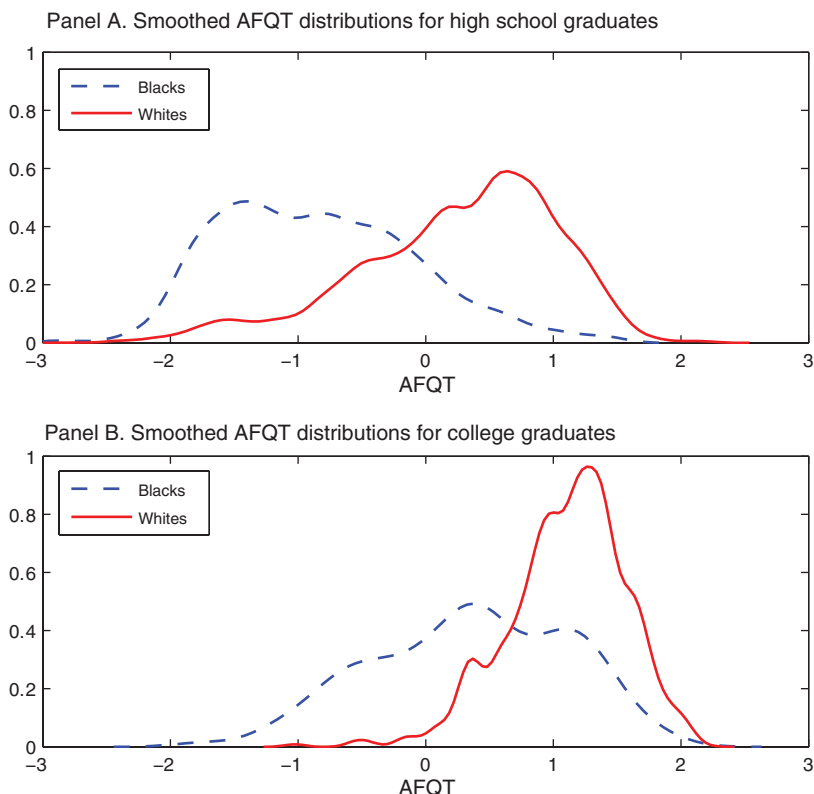 Panel A. Smoothed AFQT distributions for high school graduates
1
Blacks
Whites
0.8
0.6
0.4
0.2
0
−3 −2 −1 0 1 2 3
AFQT
Panel B. Smoothed AFQT distributions for college graduates
1
Blacks
Whites
0.8
0.6
0.4
0.2
0
−3 −2 −1 0 1 2 3
AFQT